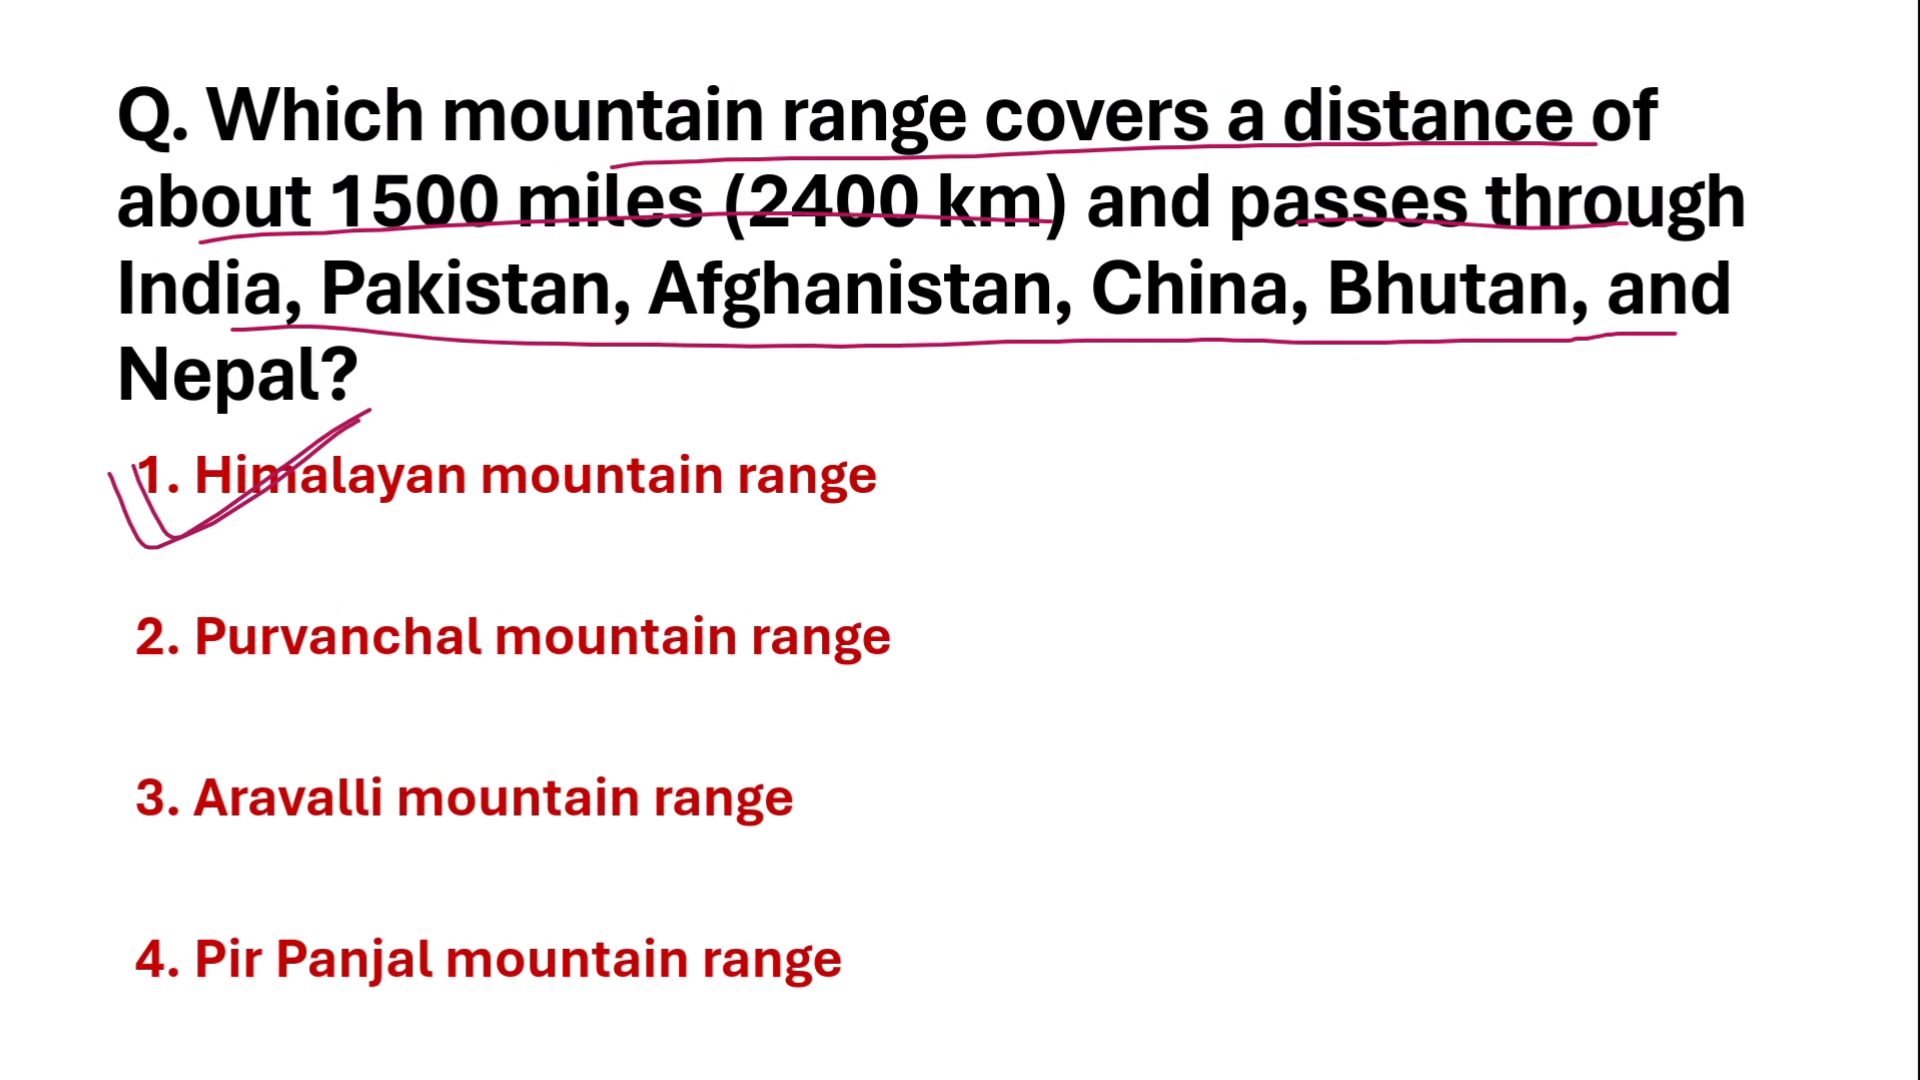 Q. Which mountain range covers a distance of
about 1500 miles (2400 km) and passes through
India, Pakistan, Afghanistan, China, Bhutan, and
Nepal?
1. Himalayan mountain range
2. Purvanchal mountain range
3. Aravalli mountain range
4. Pir Panjal mountain range